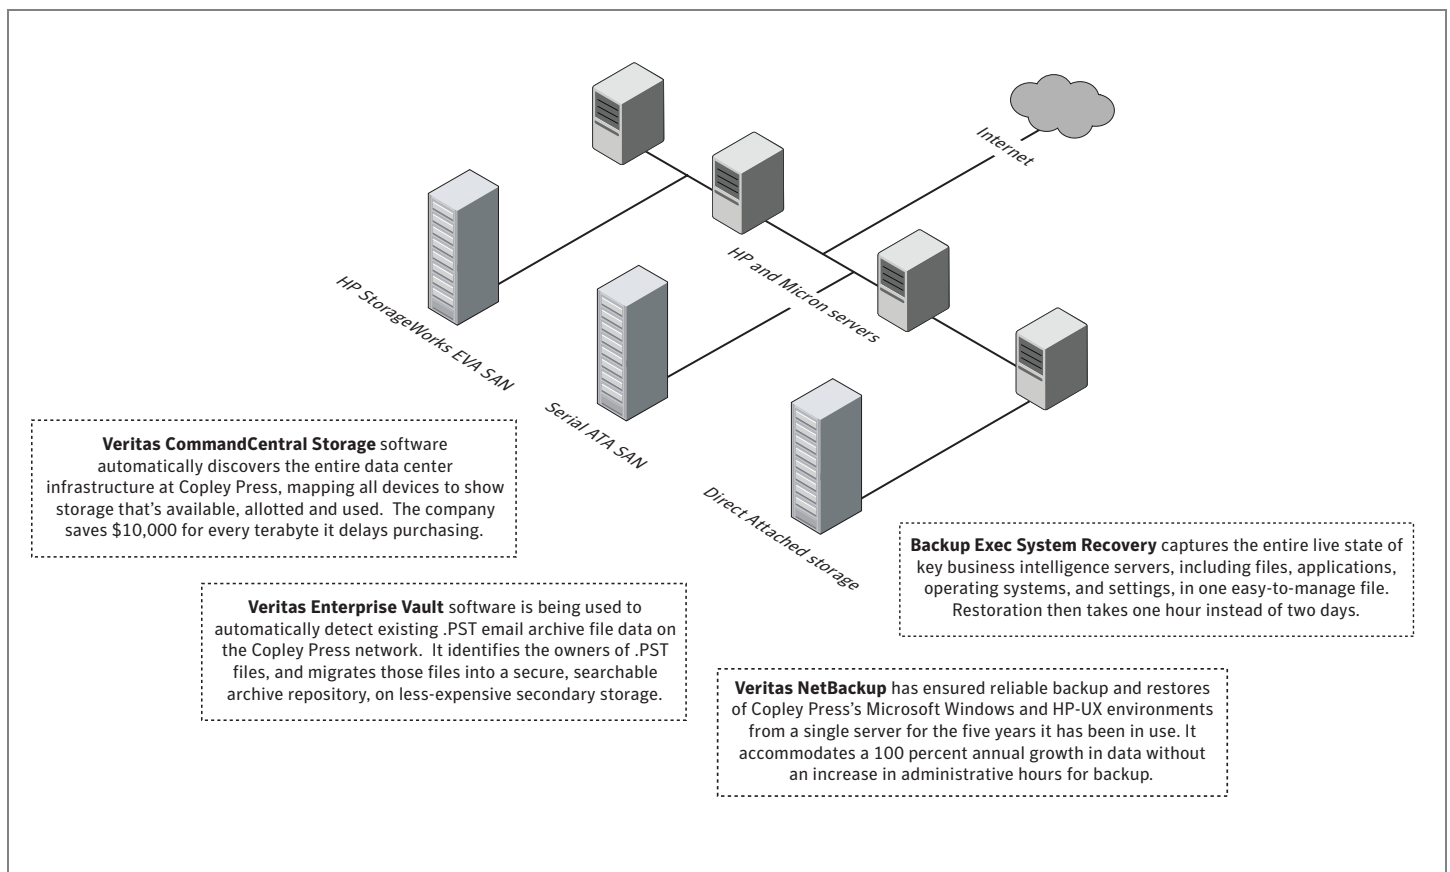 Internet
HP and Micron servers
HP StorageWorks EVA SAN
Serial ATA SAN
Direct Attached storage
Veritas CommandCentral Storage software
automatically discovers the entire data center
infrastructure at Copley Press, mapping all devices to show
storage that's available, allotted and used.  The company
saves $10,000 for every terabyte it delays purchasing.
Backup Exec System Recovery captures the entire live state of
key business intelligence servers, including files, applications,
operating systems, and settings, in one easy-to-manage file.
Restoration then takes one hour instead of two days.
Veritas Enterprise Vault software is being used to
automatically detect existing .PST email archive file data on
the Copley Press network.  It identifies the owners of .PST
files, and migrates those files into a secure, searchable
archive repository, on less-expensive secondary storage.
Veritas NetBackup has ensured reliable backup and restores
of Copley Press's Microsoft Windows and HP-UX environments
from a single server for the five years it has been in use. It
accommodates a 100 percent annual growth in data without
an increase in administrative hours for backup.